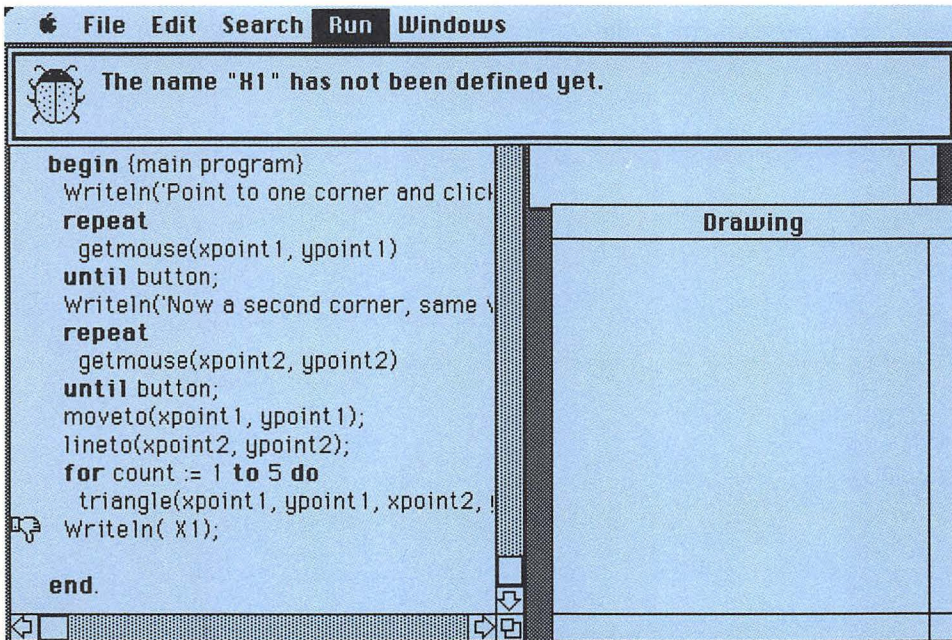 File Edit Search Run Windows
The name "X1" has not been defined yet.
begin {main program}
Writeln('Point to one corner and click
repeat
getmouse(xpoint1, ypoint1)
until button;
Writeln('Now a second corner, same
repeat
getmouse(xpoint2, ypoint2)
until button;
moveto(xpoint1, ypoint1);
lineto(xpoint2, ypoint2);
for count := 1 to 5 do
triangle(xpoint1, ypoint1, xpoint2,
Writeln( X1);
end.
Drawing